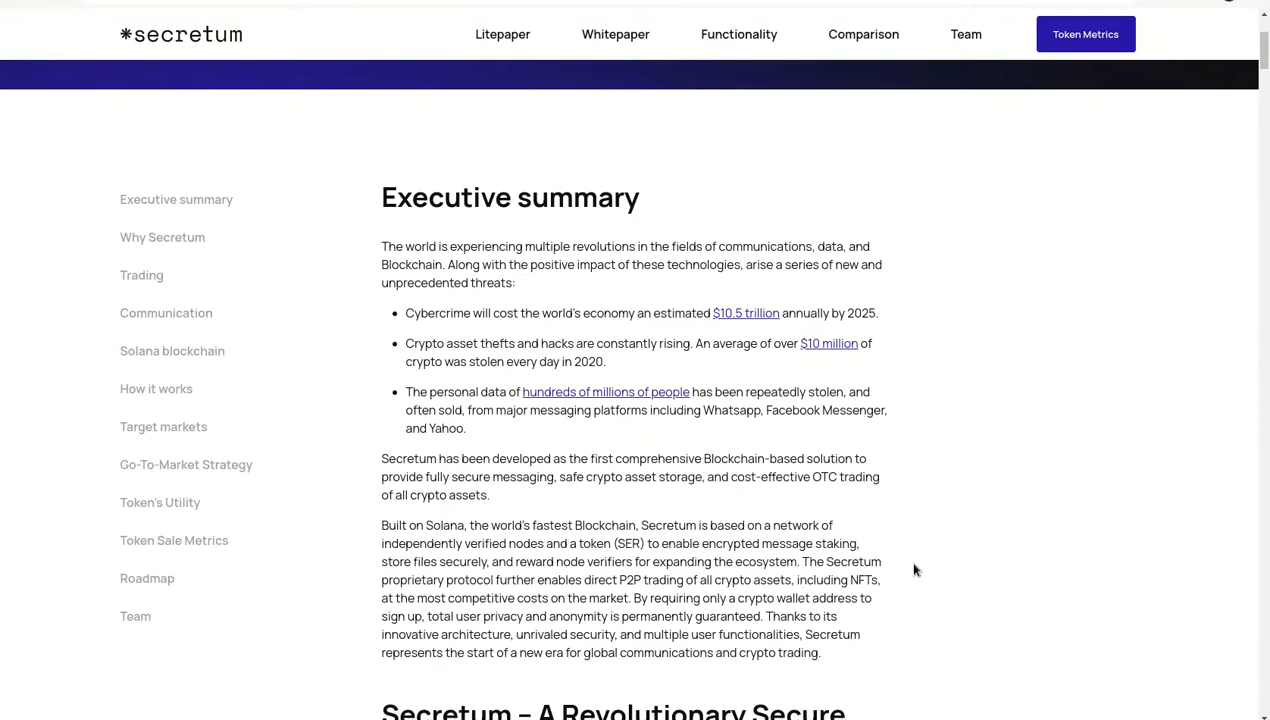 *secretum
Litepaper
Whitepaper
Functionality
Comparison
Team
Token Metrics
Executive summary
Why Secretum
Trading
Communication
Solana blockchain
How it works
Target markets
Go-To-Market Strategy
Token's Utility
Token Sale Metrics
Roadmap
Team
Executive summary
The world is experiencing multiple revolutions in the fields of communications, data, and
Blockchain. Along with the positive impact of these technologies, arise a series of new and
unprecedented threats:
• Cybercrime will cost the world's economy an estimated $10.5 trillion annually by 2025.
• Crypto asset thefts and hacks are constantly rising. An average of over $10 million of
crypto was stolen every day in 2020.
• The personal data of hundreds of millions of people has been repeatedly stolen, and
often sold, from major messaging platforms including Whatsapp, Facebook Messenger,
and Yahoo.
Secretum has been developed as the first comprehensive Blockchain-based solution to
provide fully secure messaging, safe crypto asset storage, and cost-effective OTC trading
of all crypto assets.
Built on Solana, the world's fastest Blockchain, Secretum is based on a network of
independently verified nodes and a token (SER) to enable encrypted message staking,
store files securely, and reward node verifiers for expanding the ecosystem. The Secretum
proprietary protocol further enables direct P2P trading of all crypto assets, including NFTs,
at the most competitive costs on the market. By requiring only a crypto wallet address to
sign up, total user privacy and anonymity is permanently guaranteed. Thanks to its
innovative architecture, unrivaled security, and multiple user functionalities, Secretum
represents the start of a new era for global communications and crypto trading.
Secretum – A Revolutionary Secure